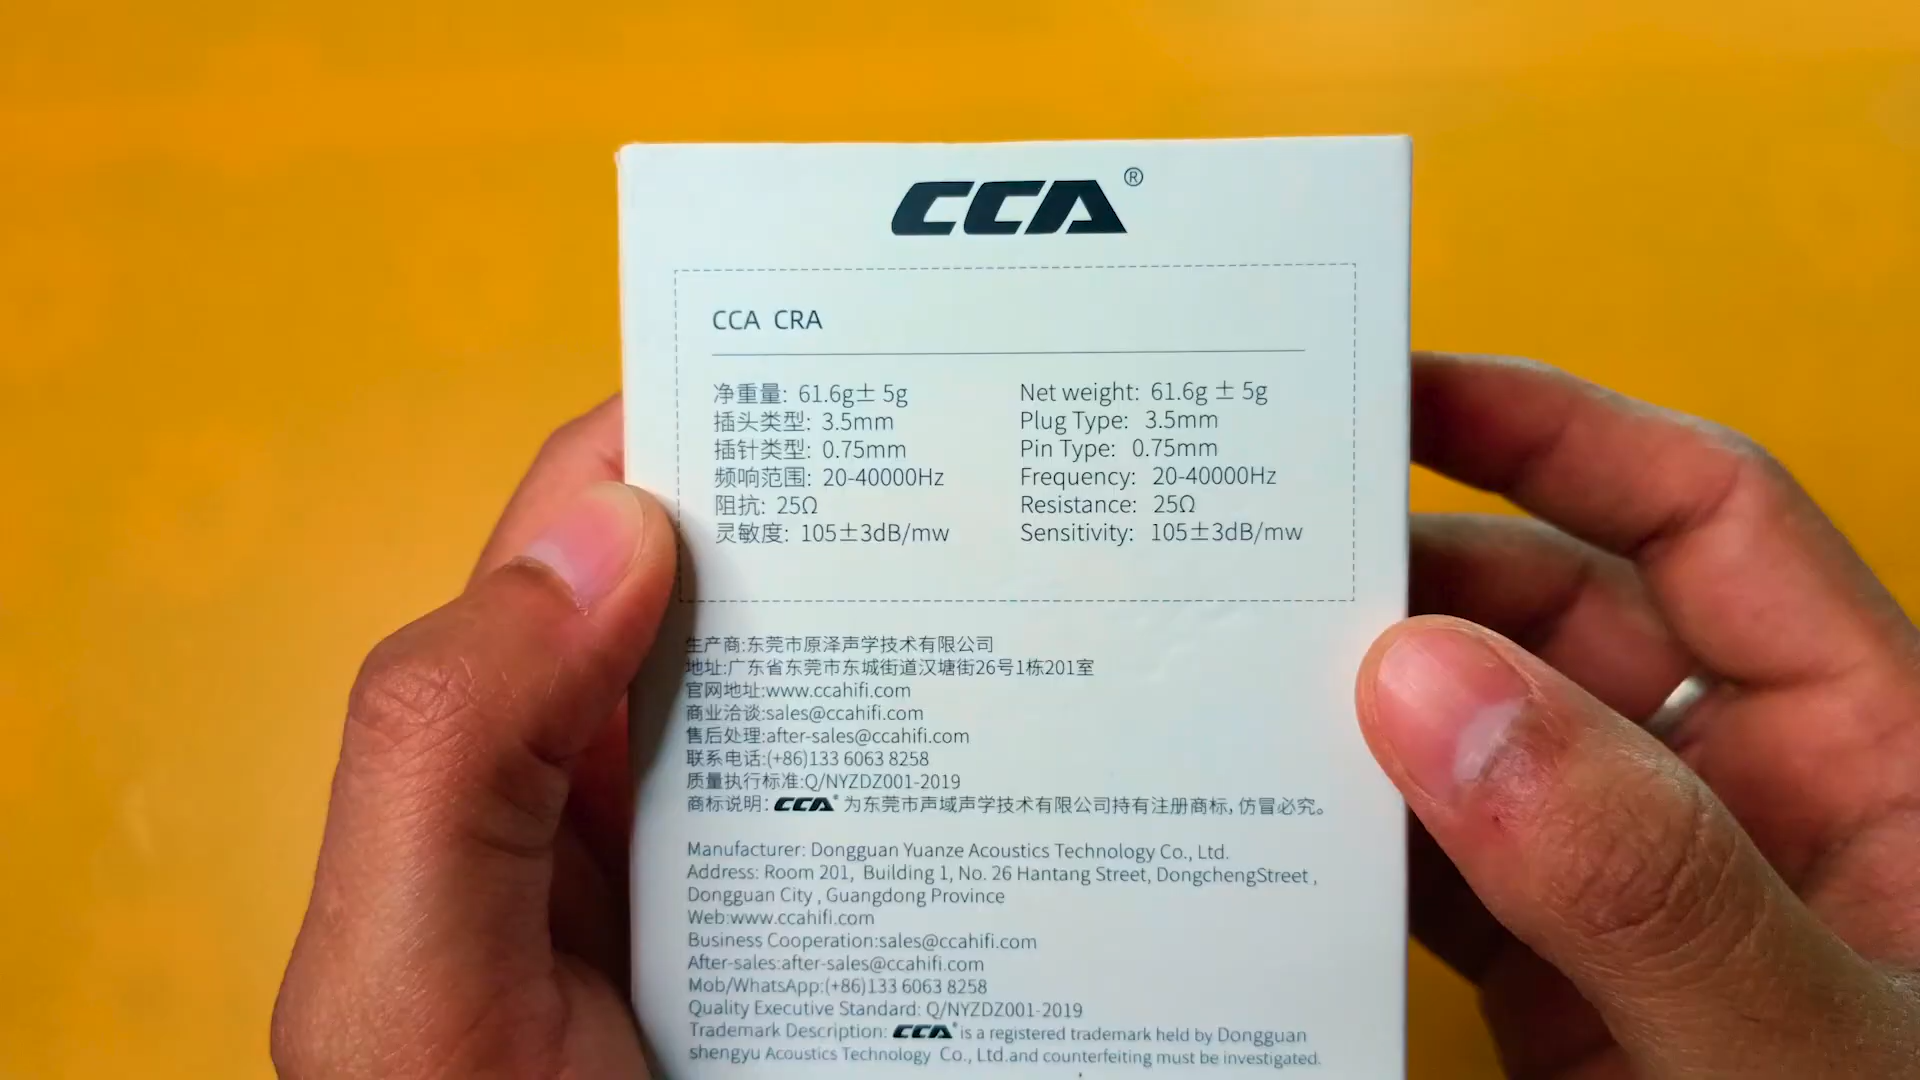 CCA®
CCA CRA
净重量: 61.6g± 5g
插头类型: 3.5mm
插针类型: 0.75mm
频响范围: 20-40000Hz
阻抗: 25Ω
灵敏度: 105±3dB/mw
Net weight: 61.6g ± 5g
Plug Type: 3.5mm
Pin Type: 0.75mm
Frequency: 20-40000Hz
Resistance: 25Ω
Sensitivity: 105±3dB/mw
生产商:东莞市原泽声学技术有限公司
地址:广东省东莞市东城街道汉塘街26号1栋201室
官网地址:www.ccahifi.com
商业洽谈:sales@ccahifi.com
售后处理:after-sales@ccahifi.com
联系电话:(+86)133 6063 8258
质量执行标准:Q/NYZDZ001-2019
商标说明: CCA® 为东莞市声域声学技术有限公司持有注册商标, 仿冒必究。
Manufacturer: Dongguan Yuanze Acoustics Technology Co., Ltd.
Address: Room 201, Building 1, No. 26 Hantang Street, DongchengStreet ,
Dongguan City , Guangdong Province
Web:www.ccahifi.com
Business Cooperation:sales@ccahifi.com
After-sales:after-sales@ccahifi.com
Mob/WhatsApp:(+86)133 6063 8258
Quality Executive Standard: Q/NYZDZ001-2019
Trademark Description: CCA® is a registered trademark held by Dongguan
shengyu Acoustics Technology Co., Ltd.and counterfeiting must be investigated.